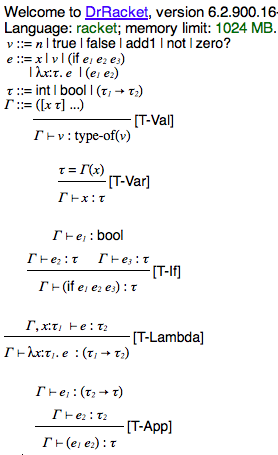 Welcome to DrRacket, version 6.2.900.16-
Language: racket; memory limit: 1024 MB.
v ::= n | true | false | add1 | not | zero?
e ::= x | v | (if e₁ e₂ e₃)
| λx:τ. e | (e₁ e₂)
τ ::= int | bool | (τ₁ → τ₂)
Γ ::= ([x τ] ...)
[T-Val]
Γ ⊢ v : type-of(v)
τ = Γ(x)
[T-Var]
Γ ⊢ x : τ
Γ ⊢ e₁ : bool
Γ ⊢ e₂ : τ Γ ⊢ e₃ : τ
[T-If]
Γ ⊢ (if e₁ e₂ e₃) : τ
Γ, x:τ₁ ⊢ e : τ₂
[T-Lambda]
Γ ⊢ λx:τ₁. e : (τ₁ → τ₂)
Γ ⊢ e₁ : (τ₂ → τ)
Γ ⊢ e₂ : τ₂
[T-App]
Γ ⊢ (e₁ e₂) : τ